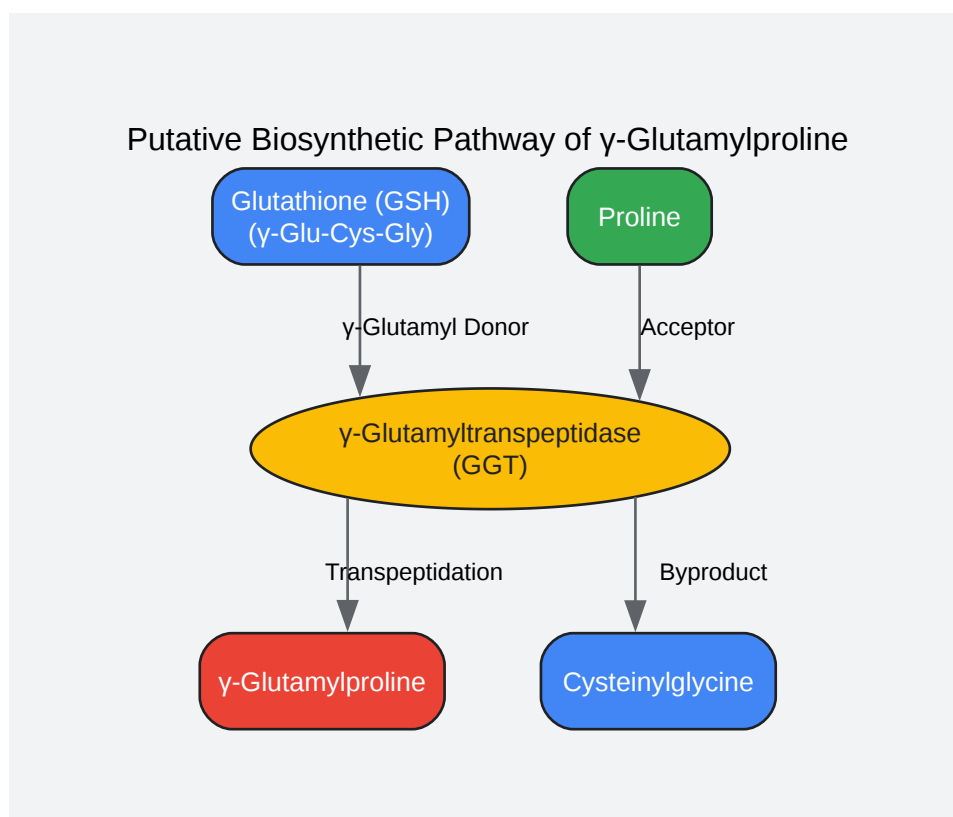 Putative Biosynthetic Pathway of γ-Glutamylproline
Glutathione (GSH)
(γ-Glu-Cys-Gly)
Proline
γ-Glutamyl Donor
Acceptor
γ-Glutamyltranspeptidase
(GGT)
Transpeptidation
Byproduct
γ-Glutamylproline
Cysteinylglycine